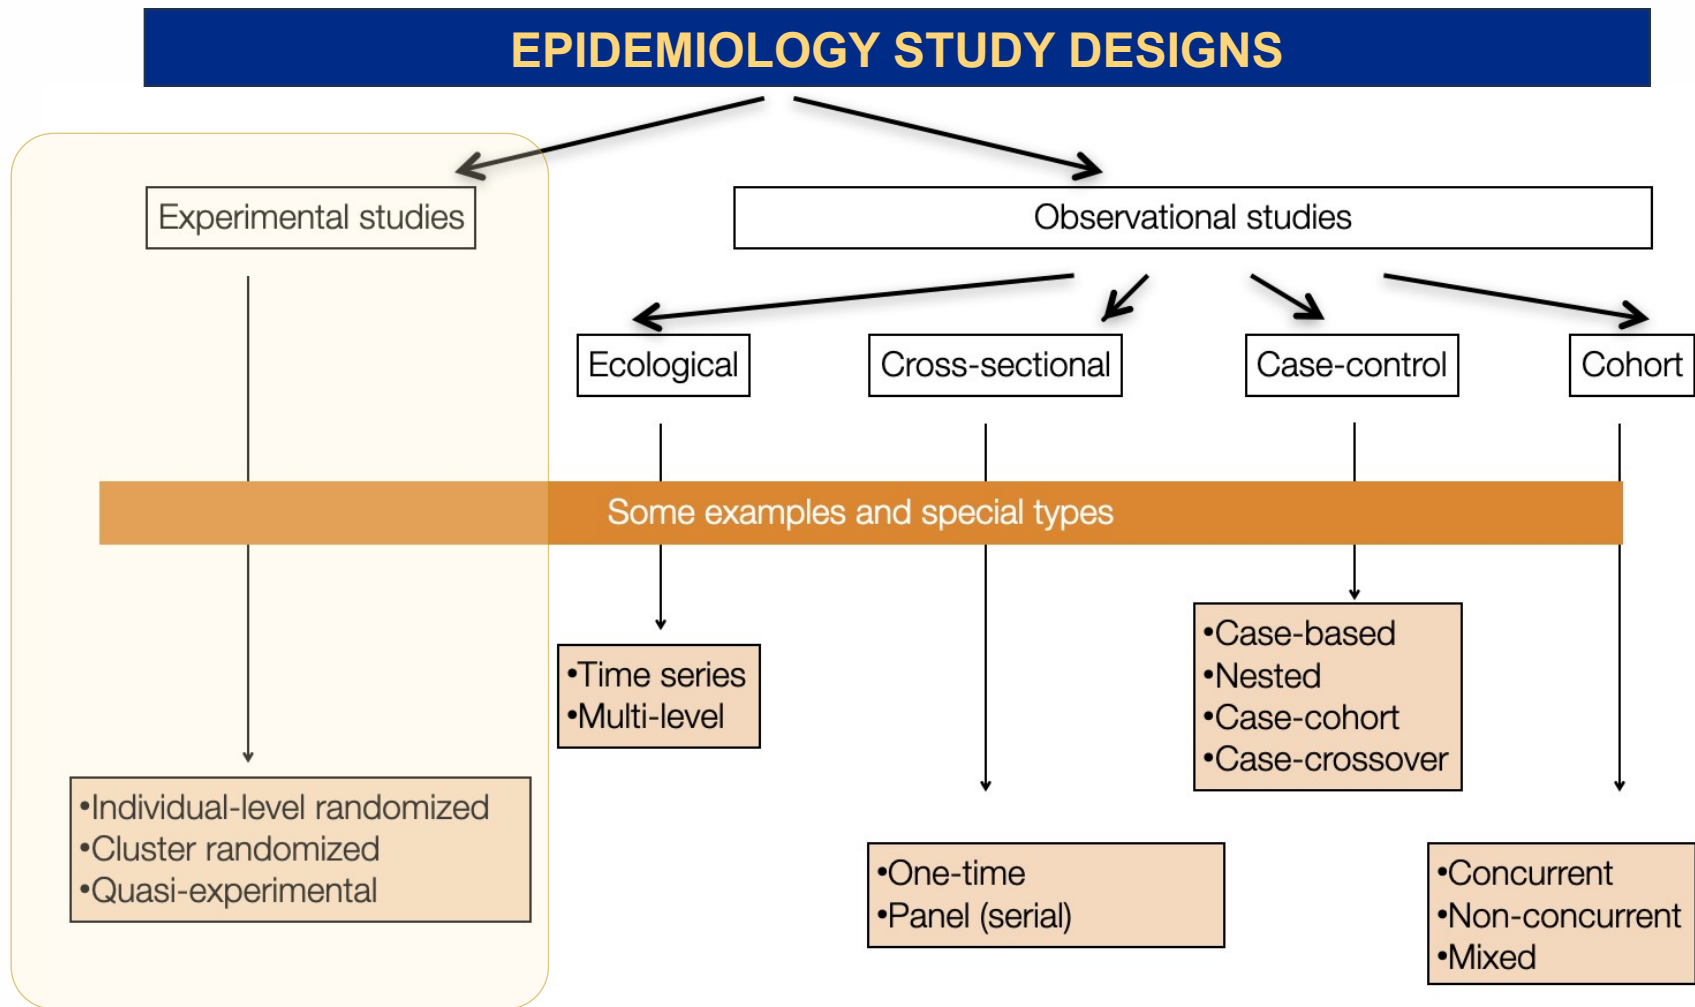 EPIDEMIOLOGY STUDY DESIGNS
Experimental studies
Observational studies
Ecological
Cross-sectional
Case-control
Cohort
Some examples and special types
•Individual-level randomized
•Cluster randomized
•Quasi-experimental
•Time series
•Multi-level
•One-time
•Panel (serial)
•Case-based
•Nested
•Case-cohort
•Case-crossover
•Concurrent
•Non-concurrent
•Mixed